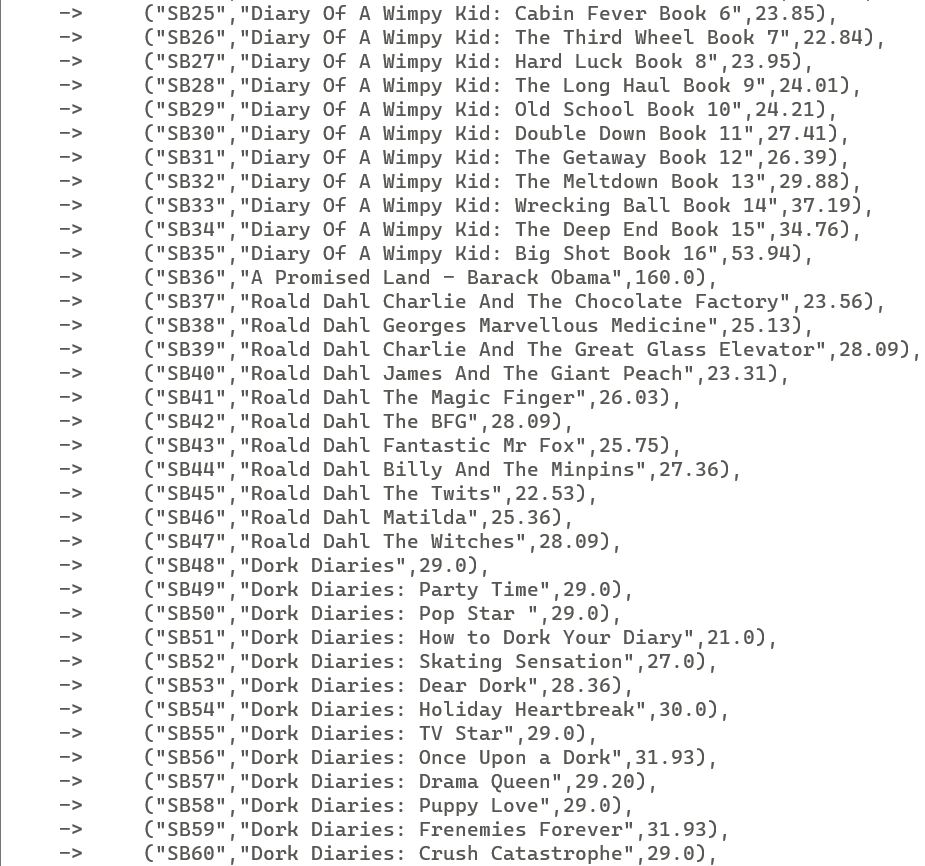 -> ("SB25","Diary Of A Wimpy Kid: Cabin Fever Book 6",23.85),
-> ("SB26","Diary Of A Wimpy Kid: The Third Wheel Book 7",22.84),
-> ("SB27","Diary Of A Wimpy Kid: Hard Luck Book 8",23.95),
-> ("SB28","Diary Of A Wimpy Kid: The Long Haul Book 9",24.01),
-> ("SB29","Diary Of A Wimpy Kid: Old School Book 10",24.21),
-> ("SB30","Diary Of A Wimpy Kid: Double Down Book 11",27.41),
-> ("SB31","Diary Of A Wimpy Kid: The Getaway Book 12",26.39),
-> ("SB32","Diary Of A Wimpy Kid: The Meltdown Book 13",29.88),
-> ("SB33","Diary Of A Wimpy Kid: Wrecking Ball Book 14",37.19),
-> ("SB34","Diary Of A Wimpy Kid: The Deep End Book 15",34.76),
-> ("SB35","Diary Of A Wimpy Kid: Big Shot Book 16",53.94),
-> ("SB36","A Promised Land - Barack Obama",160.0),
-> ("SB37","Roald Dahl Charlie And The Chocolate Factory",23.56),
-> ("SB38","Roald Dahl Georges Marvellous Medicine",25.13),
-> ("SB39","Roald Dahl Charlie And The Great Glass Elevator",28.09),
-> ("SB40","Roald Dahl James And The Giant Peach",23.31),
-> ("SB41","Roald Dahl The Magic Finger",26.03),
-> ("SB42","Roald Dahl The BFG",28.09),
-> ("SB43","Roald Dahl Fantastic Mr Fox",25.75),
-> ("SB44","Roald Dahl Billy And The Minpins",27.36),
-> ("SB45","Roald Dahl The Twits",22.53),
-> ("SB46","Roald Dahl Matilda",25.36),
-> ("SB47","Roald Dahl The Witches",28.09),
-> ("SB48","Dork Diaries",29.0),
-> ("SB49","Dork Diaries: Party Time",29.0),
-> ("SB50","Dork Diaries: Pop Star ",29.0),
-> ("SB51","Dork Diaries: How to Dork Your Diary",21.0),
-> ("SB52","Dork Diaries: Skating Sensation",27.0),
-> ("SB53","Dork Diaries: Dear Dork",28.36),
-> ("SB54","Dork Diaries: Holiday Heartbreak",30.0),
-> ("SB55","Dork Diaries: TV Star",29.0),
-> ("SB56","Dork Diaries: Once Upon a Dork",31.93),
-> ("SB57","Dork Diaries: Drama Queen",29.20),
-> ("SB58","Dork Diaries: Puppy Love",29.0),
-> ("SB59","Dork Diaries: Frenemies Forever",31.93),
-> ("SB60","Dork Diaries: Crush Catastrophe",29.0),